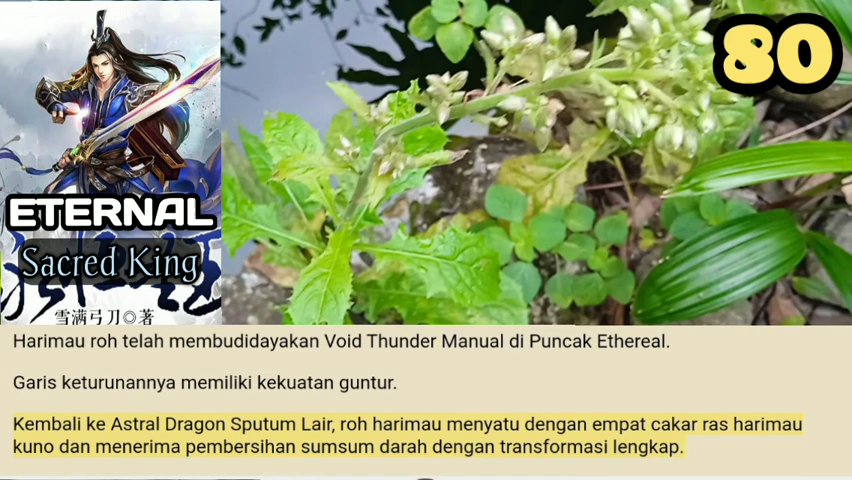 80
ETERNAL
Sacred King
雪满弓刀◎著
Harimau roh telah membudidayakan Void Thunder Manual di Puncak Ethereal.
Garis keturunannya memiliki kekuatan guntur.
Kembali ke Astral Dragon Sputum Lair, roh harimau menyatu dengan empat cakar ras harimau
kuno dan menerima pembersihan sumsum darah dengan transformasi lengkap.